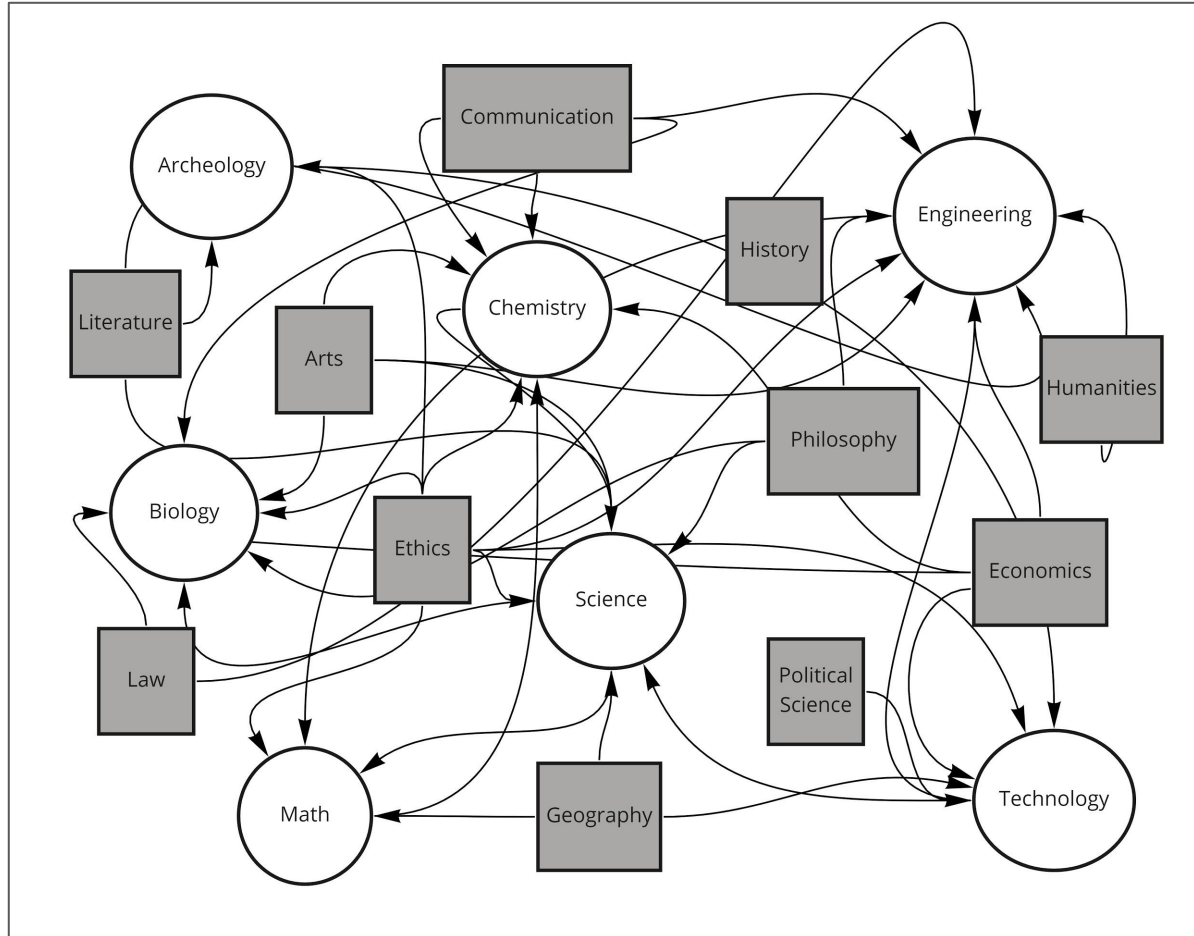 Communication
Archeology
Engineering
History
Chemistry
Literature
Arts
Humanities
Philosophy
Biology
Ethics
Economics
Science
Law
Political
Science
Math
Geography
Technology